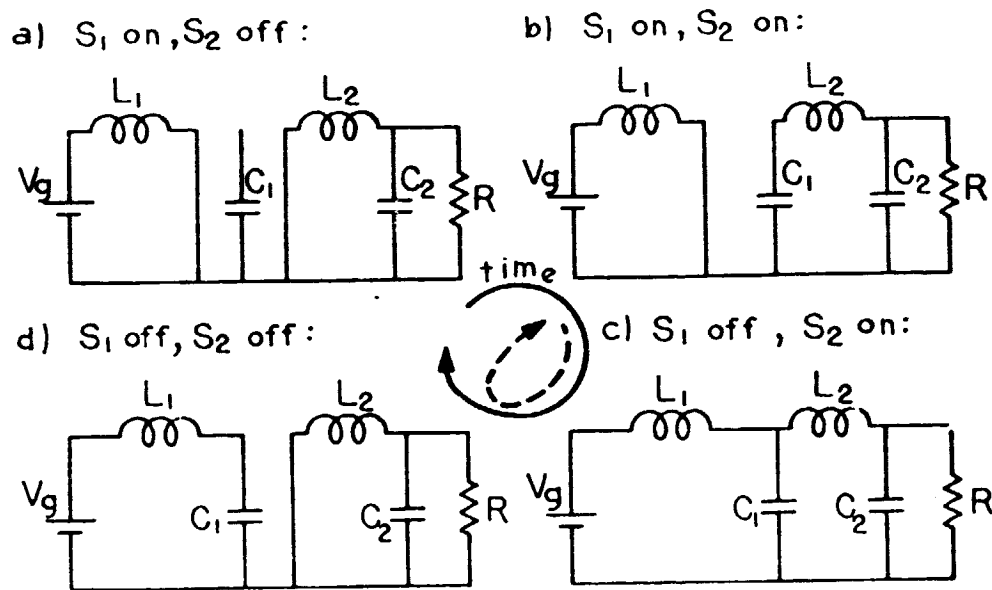 a) S₁ on, S₂ off:
b) S₁ on, S₂ on:
L₁ L₂
L₁ L₂
Vg C₁ C₂ R
Vg C₁ C₂ R
time
d) S₁ off, S₂ off:
c) S₁ off, S₂ on:
L₁ L₂
L₁ L₂
Vg C₁ C₂ R
Vg C₁ C₂ R